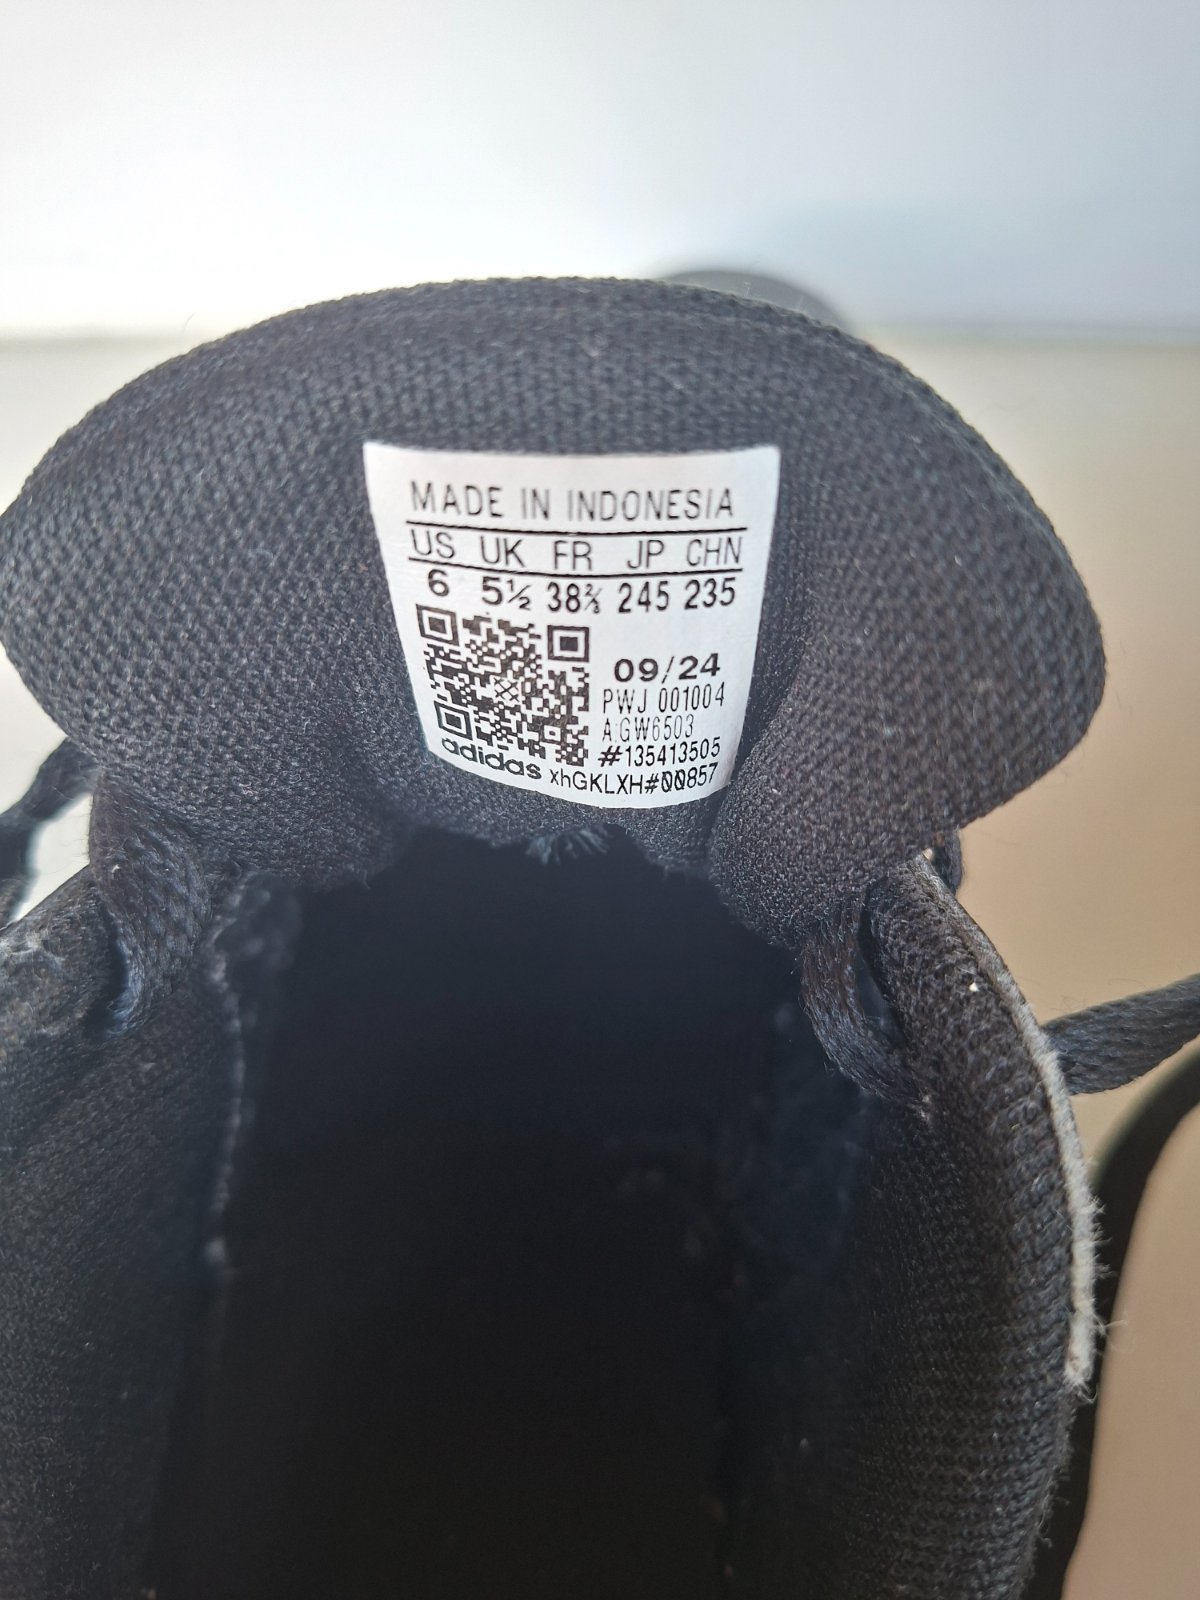 MADE IN INDONESIA
US UK FR JP CHN
6 5½ 38⅔ 245 235
09/24
PWJ 001004
A:GW6503
#135413505
adidas xhGKLXH#00857